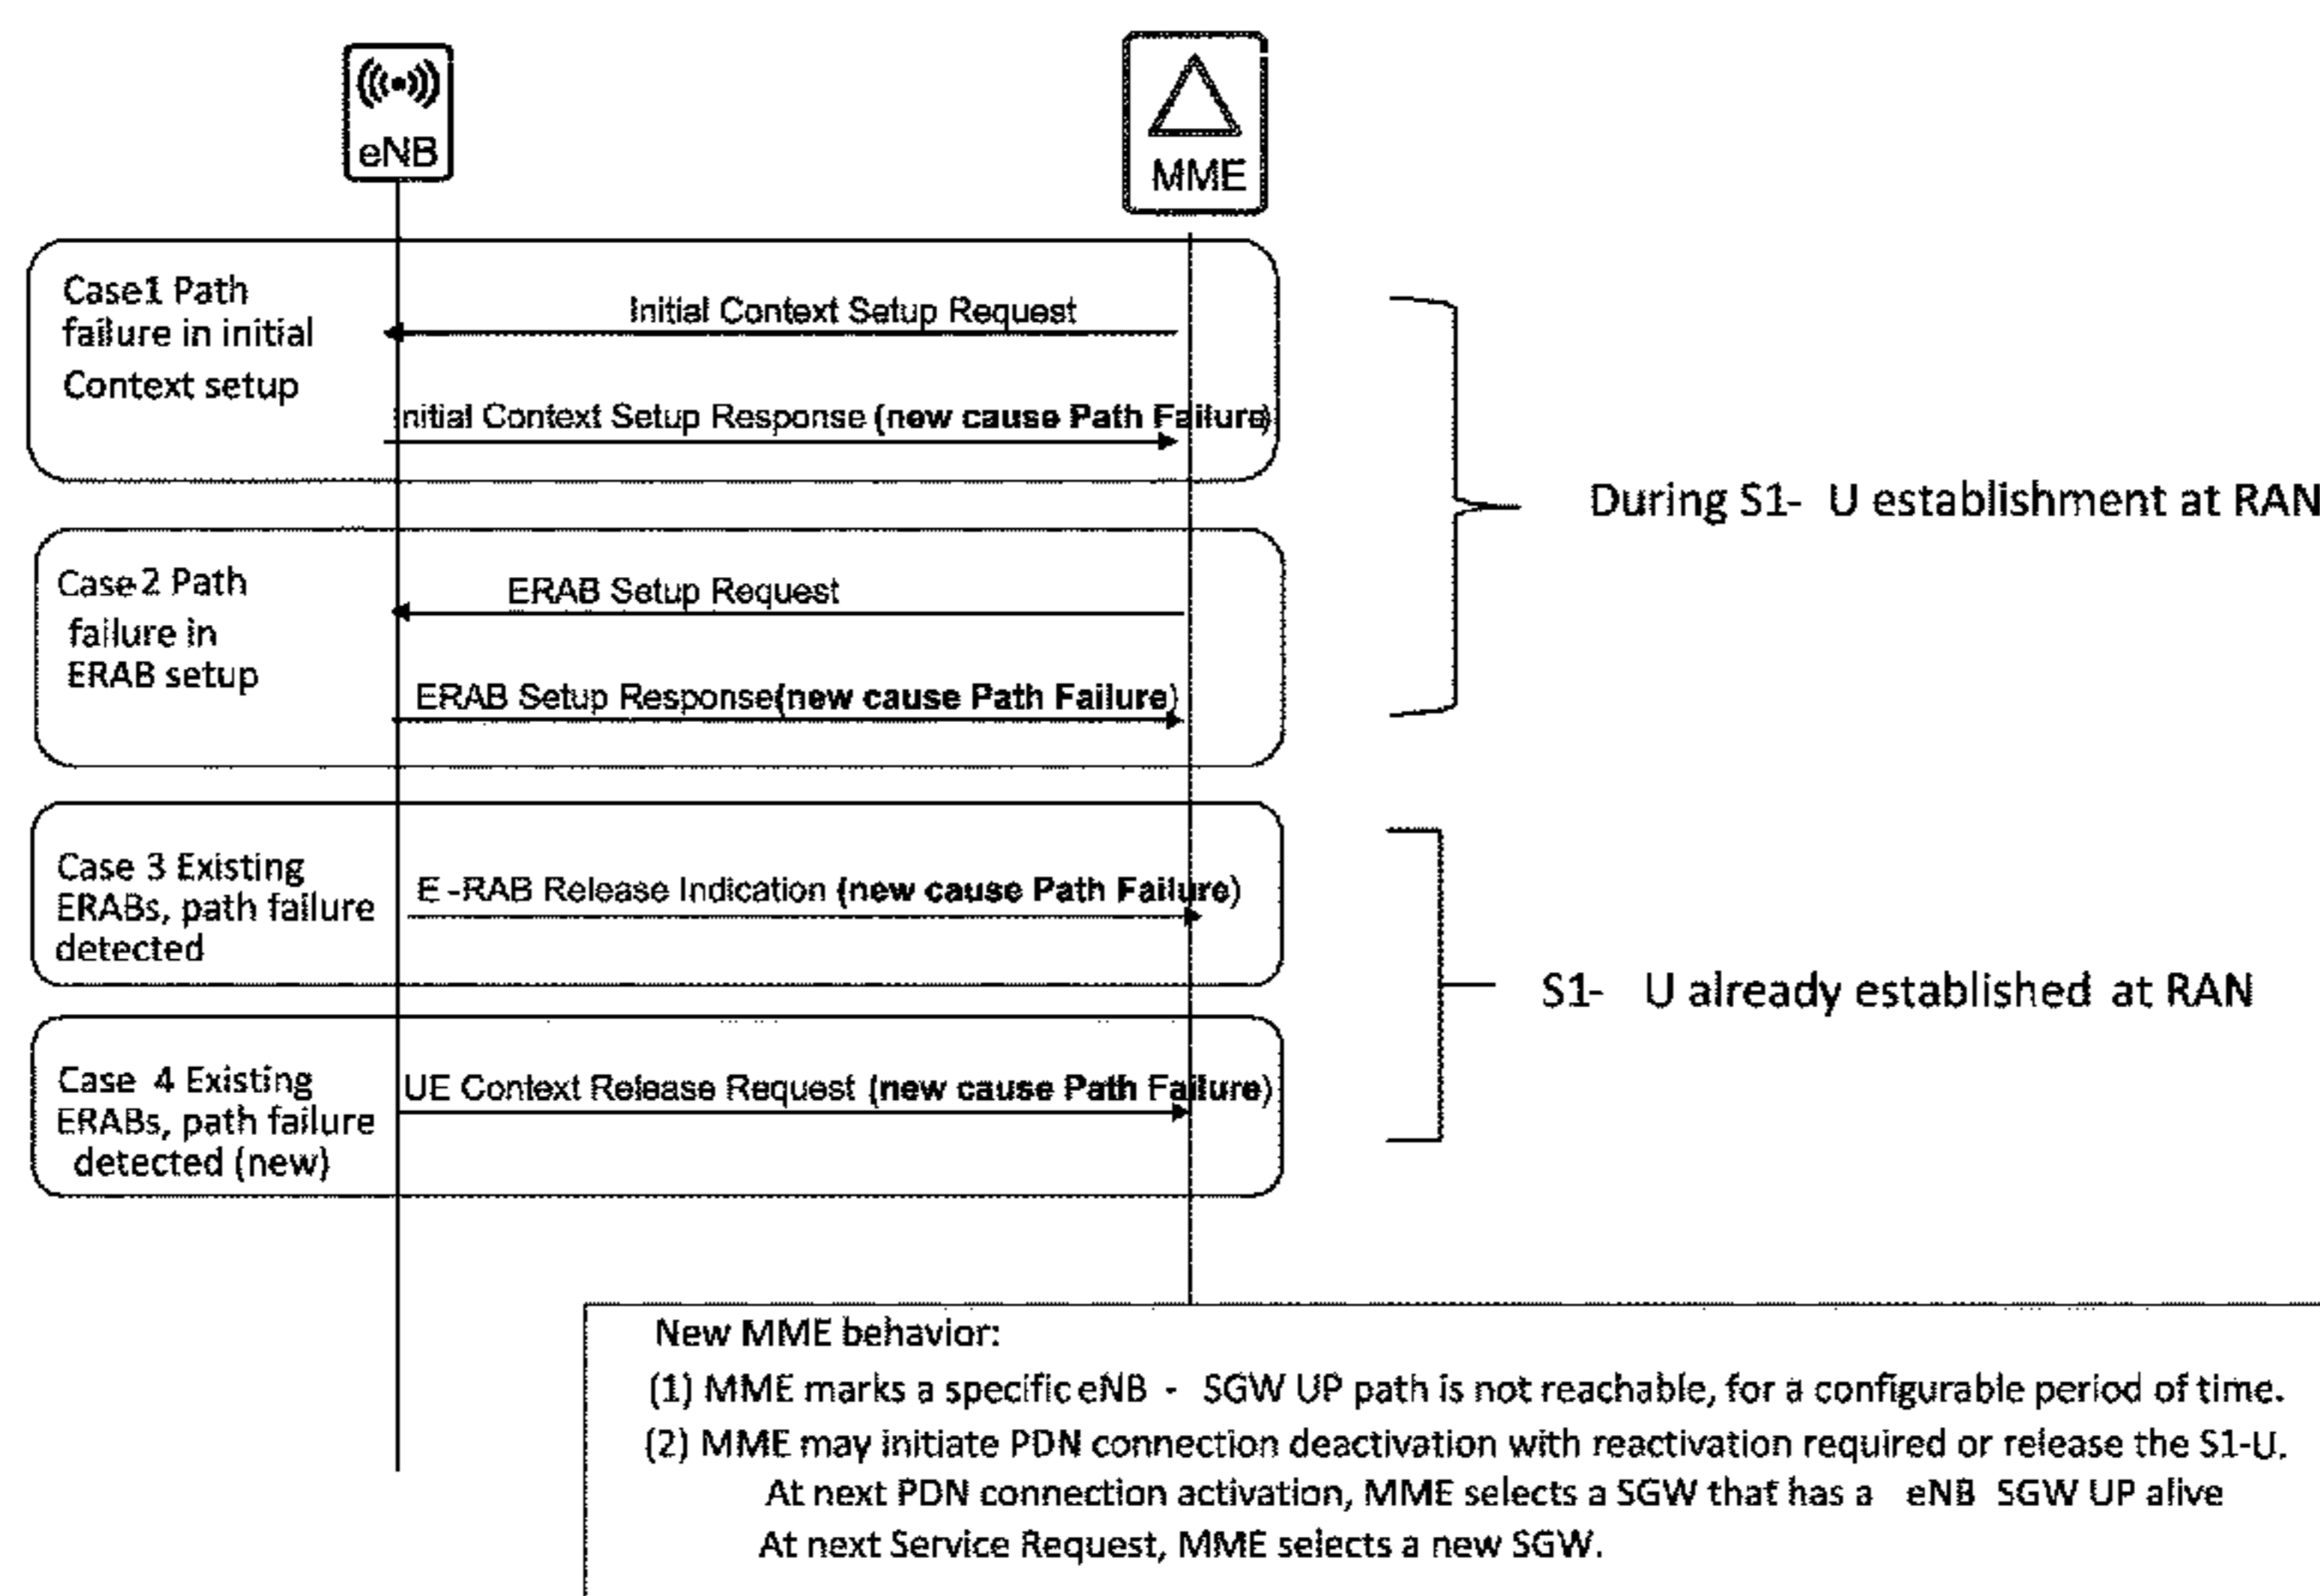 eNB
MME
Case1 Path
failure in initial
Context setup
Initial Context Setup Request
Initial Context Setup Response (new cause Path Failure)
During S1- U establishment at RAN
Case 2 Path
failure in
ERAB setup
ERAB Setup Request
ERAB Setup Response(new cause Path Failure)
Case 3 Existing
ERABs, path failure
detected
E -RAB Release Indication (new cause Path Failure)
S1- U already established at RAN
Case 4 Existing
ERABs, path failure
detected (new)
UE Context Release Request (new cause Path Failure)
New MME behavior:
(1) MME marks a specific eNB - SGW UP path is not reachable, for a configurable period of time.
(2) MME may initiate PDN connection deactivation with reactivation required or release the S1-U.
At next PDN connection activation, MME selects a SGW that has a eNB SGW UP alive
At next Service Request, MME selects a new SGW.